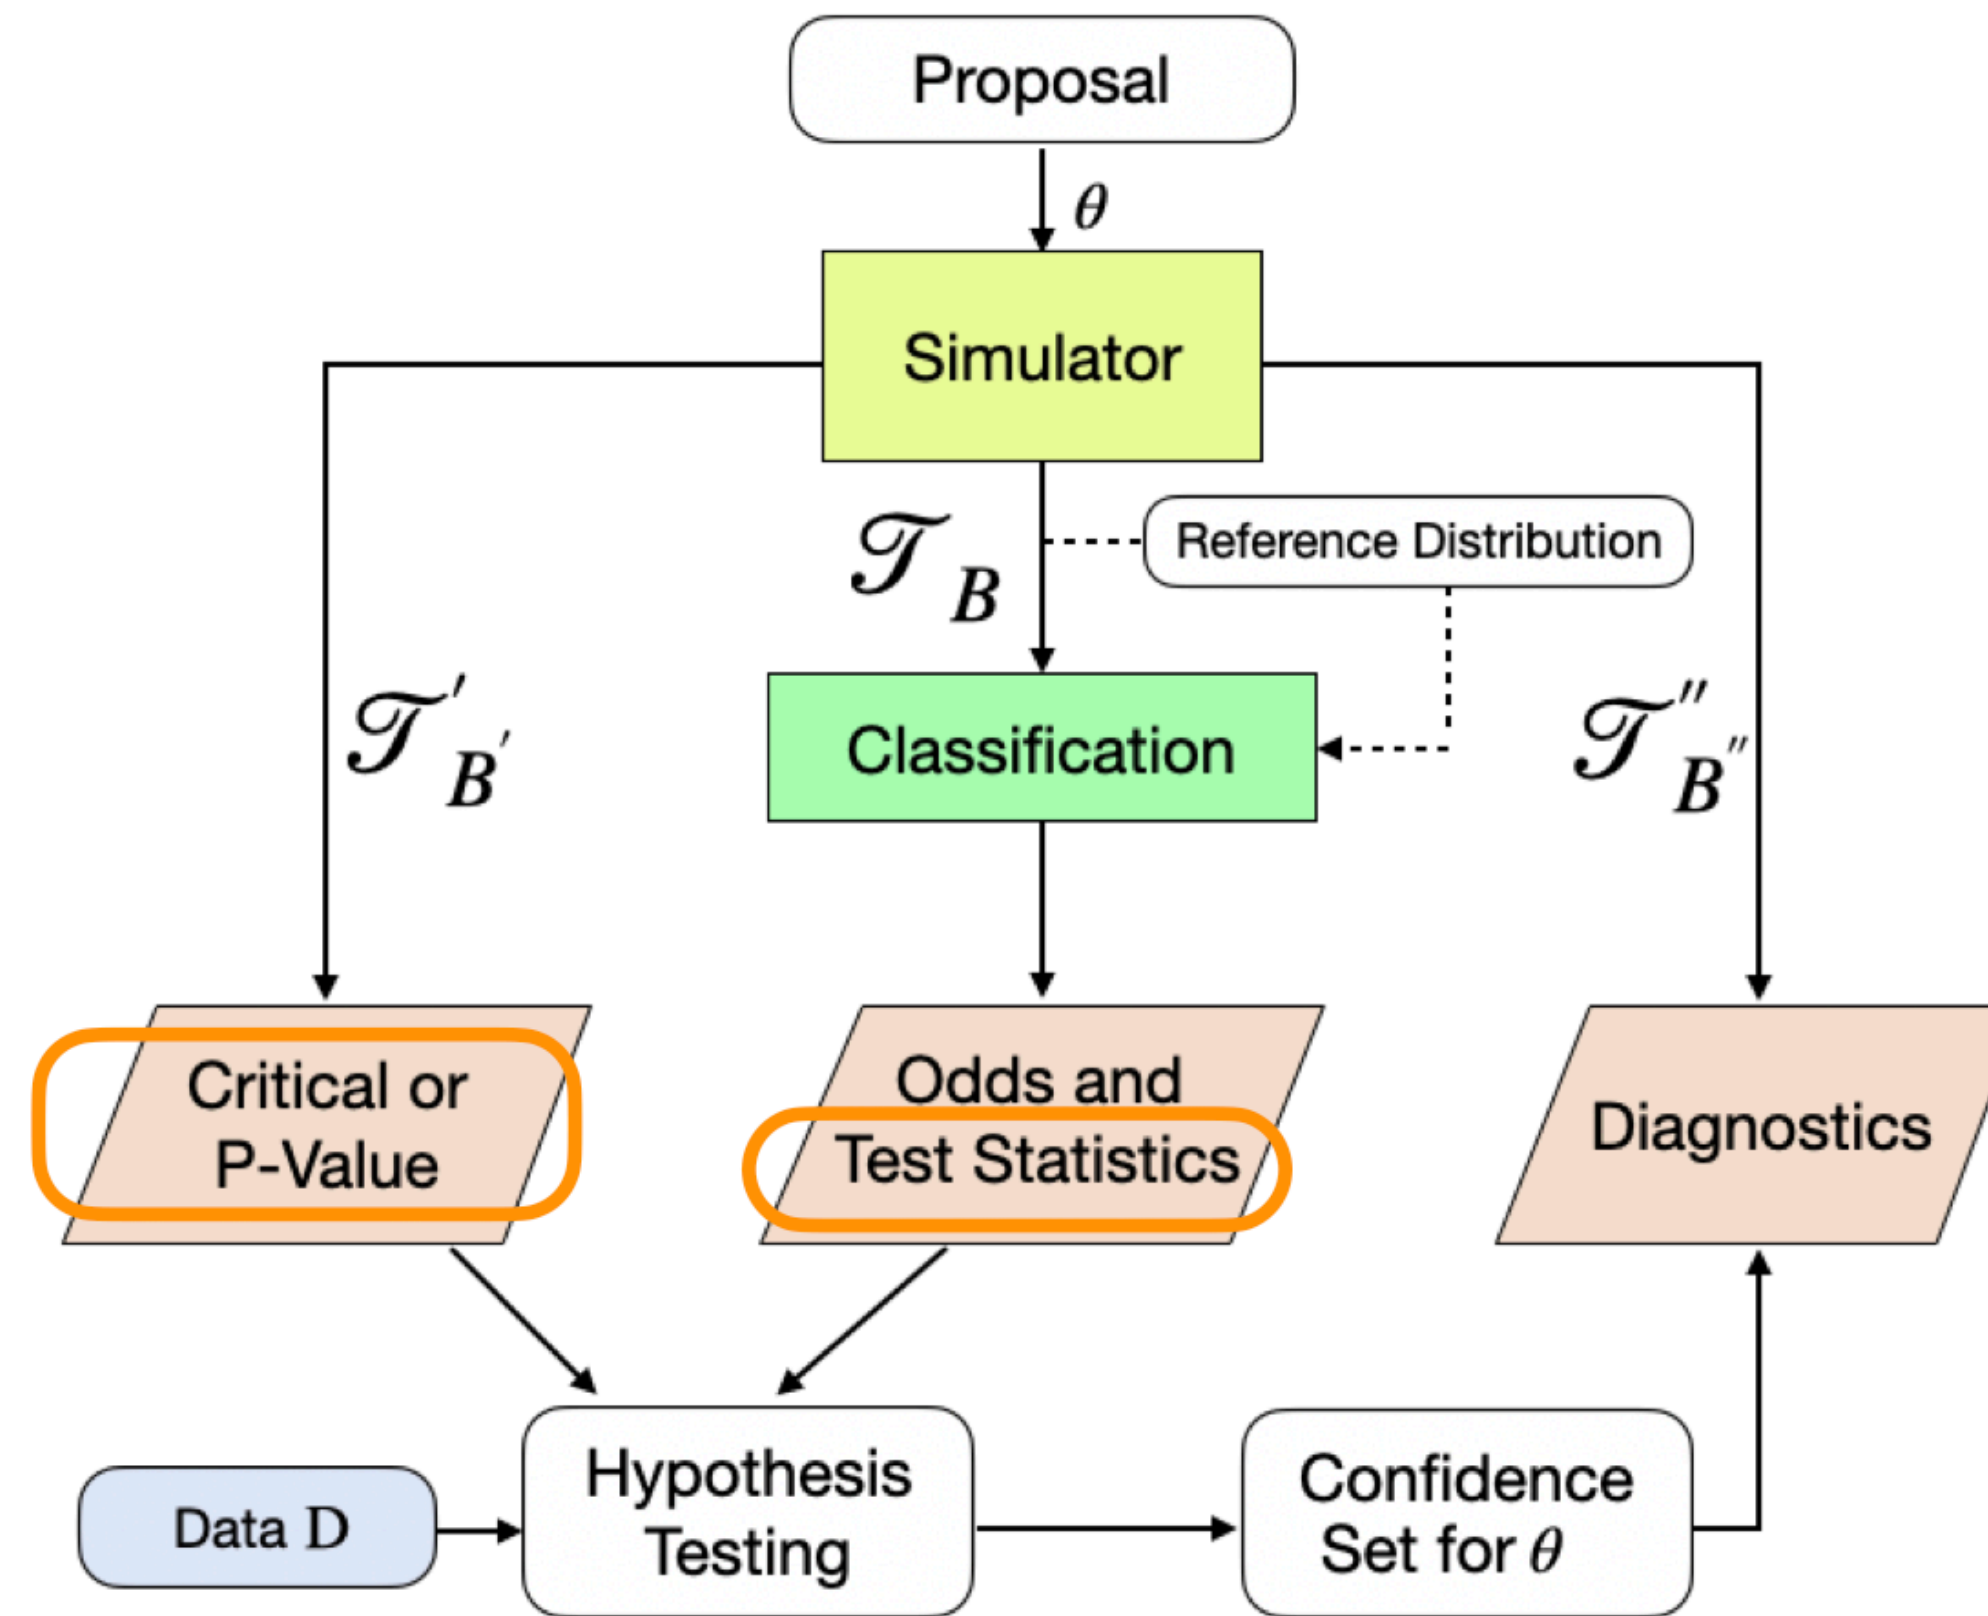 Proposal
θ
Simulator
𝒯_B
Reference Distribution
𝒯'_B'
Classification
𝒯''_B''
Critical or
P-Value
Odds and
Test Statistics
Diagnostics
Data D
Hypothesis
Testing
Confidence
Set for θ